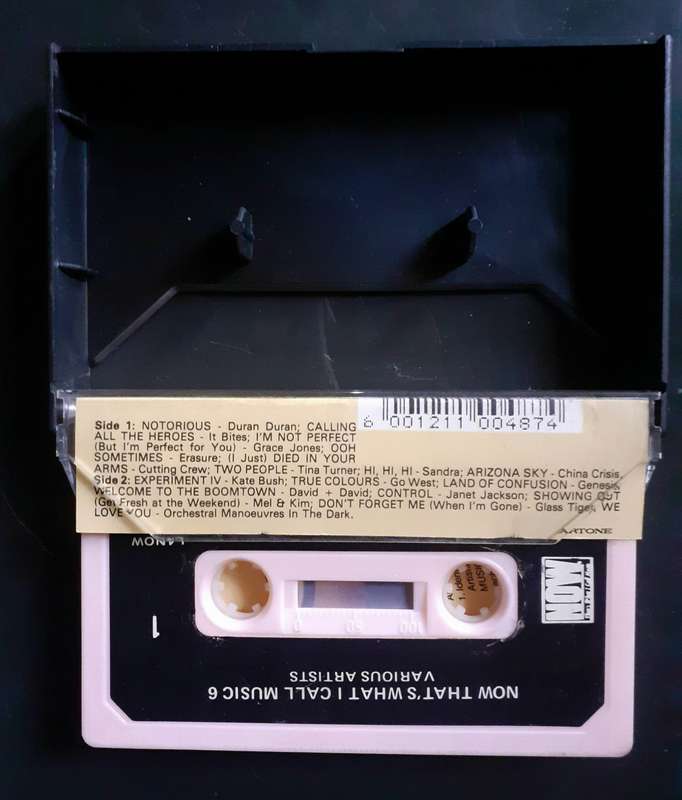 Side 1: NOTORIOUS - Duran Duran; CALLING
ALL THE HEROES - It Bites; I'M NOT PERFECT
(But I'm Perfect for You) - Grace Jones; OOH
SOMETIMES - Erasure; (I Just) DIED IN YOUR
ARMS - Cutting Crew; TWO PEOPLE - Tina Turner; HI, HI, HI - Sandra; ARIZONA SKY - China Crisis.
Side 2: EXPERIMENT IV - Kate Bush; TRUE COLOURS - Go West; LAND OF CONFUSION - Genesis;
WELCOME TO THE BOOMTOWN - David + David; CONTROL - Janet Jackson; SHOWING OUT
(Get Fresh at the Weekend) - Mel & Kim; DON'T FORGET ME (When I'm Gone) - Glass Tiger; WE
LOVE YOU - Orchestral Manoeuvres In The Dark.
6 001211 004874
ARTONE
NOW
1
0 50 100
MUSIC
VARIOUS ARTISTS
NOW THAT'S WHAT I CALL MUSIC 6